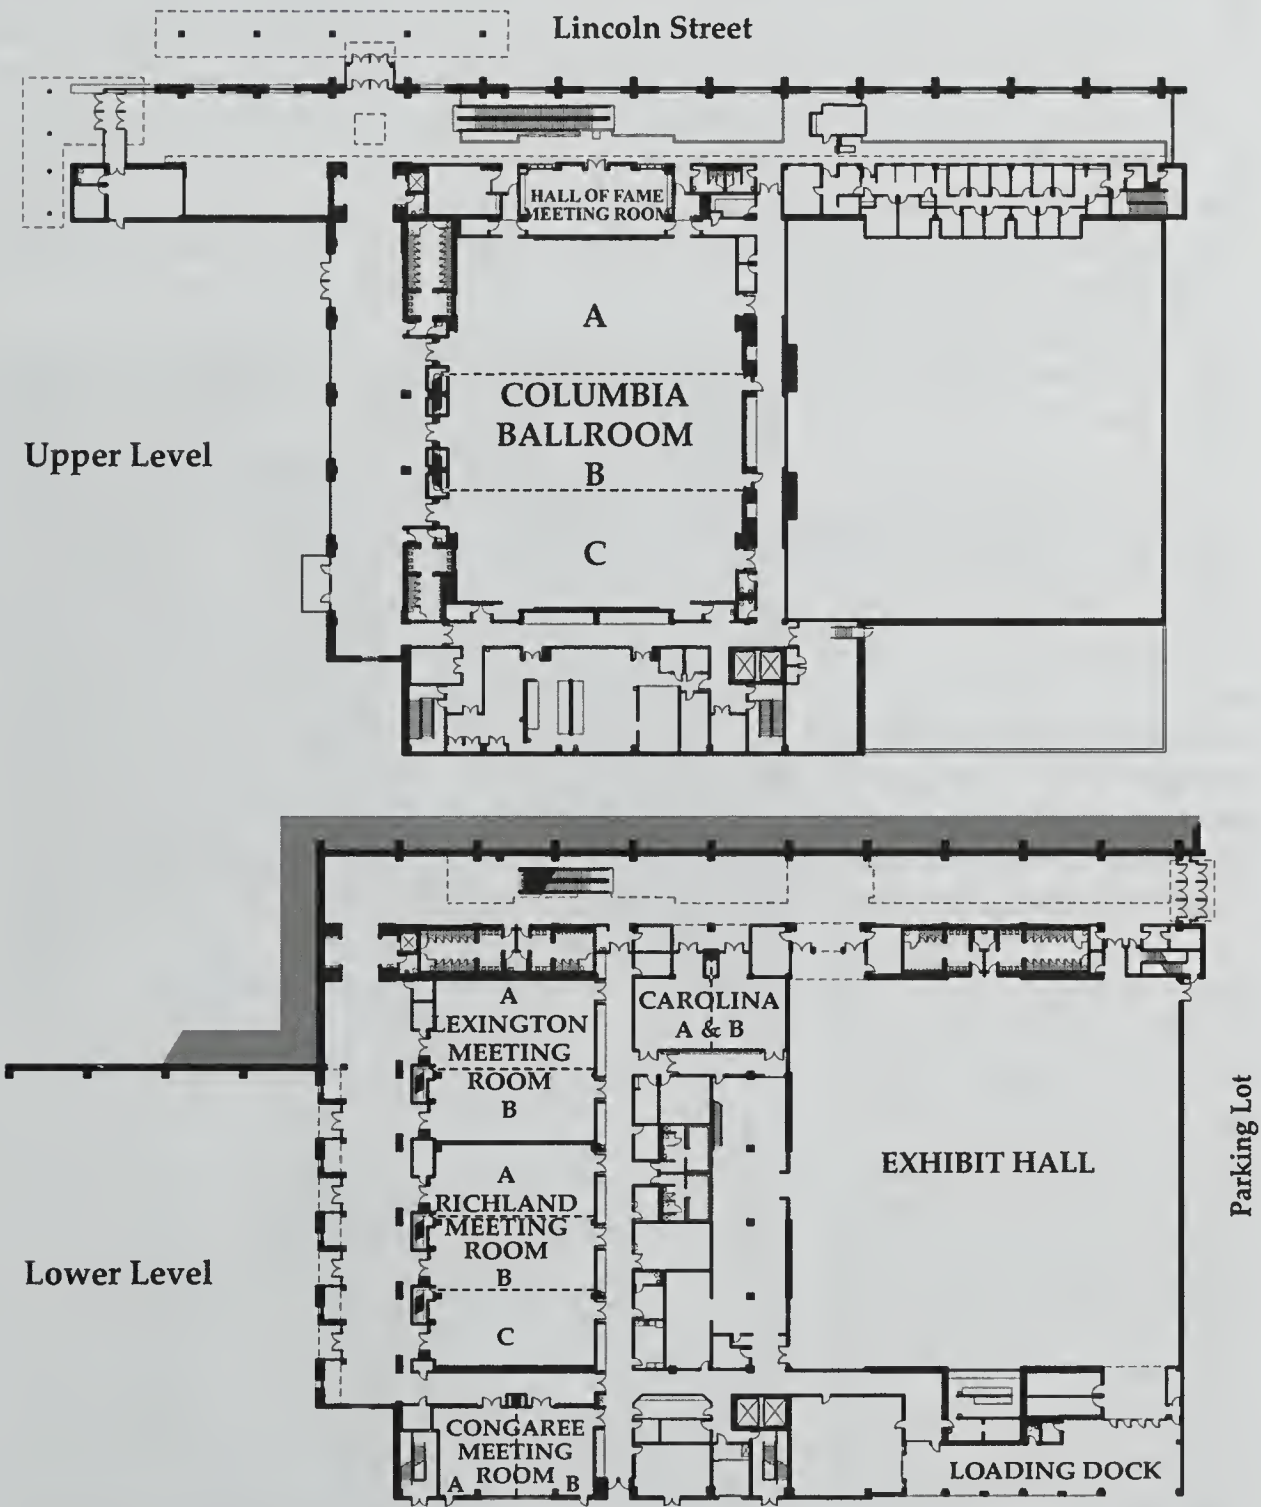 Lincoln Street
HALL OF FAME
MEETING ROOM
A
COLUMBIA
BALLROOM
B
Upper Level
C
A
LEXINGTON
MEETING
ROOM
B
CAROLINA
A & B
A
RICHLAND
MEETING
ROOM
B
C
EXHIBIT HALL
Parking Lot
Lower Level
CONGAREE
MEETING
ROOM
A B
LOADING DOCK